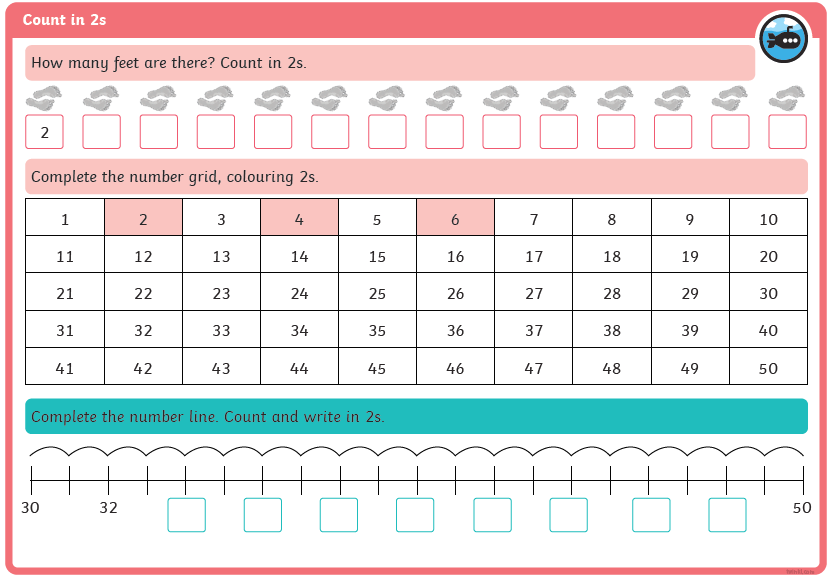 Count in 2s
How many feet are there? Count in 2s.
2
Complete the number grid, colouring 2s.
1 2 3 4 5 6 7 8 9 10
11 12 13 14 15 16 17 18 19 20
21 22 23 24 25 26 27 28 29 30
31 32 33 34 35 36 37 38 39 40
41 42 43 44 45 46 47 48 49 50
Complete the number line. Count and write in 2s.
30 32 50